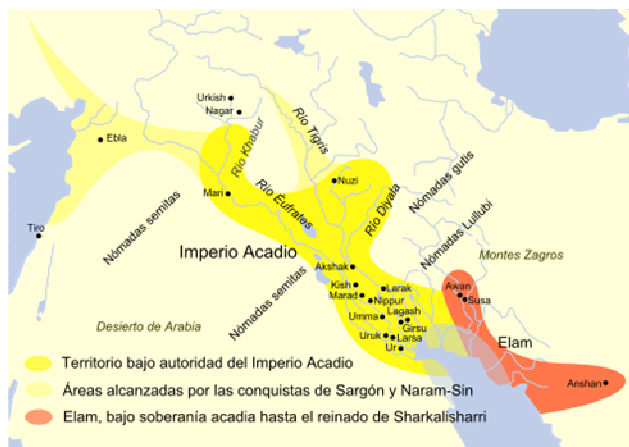 Urkish
Nagar
Río Khabur
Río Tigris
Ebla
Nuzi
Mari
Río Éufrates
Río Diyala
Nómadas gutis
Nómadas semitas
Tiro
Nómadas Lullubi
Imperio Acadio
Montes Zagros
Akshak
Nómadas semitas
Kish
Larak
Awan
Marad
Nippur
Susa
Lagash
Umma
Girsu
Desierto de Arabia
Uruk
Larsa
Elam
Ur
Anshan
Territorio bajo autoridad del Imperio Acadio
Áreas alcanzadas por las conquistas de Sargón y Naram-Sin
Elam, bajo soberanía acadia hasta el reinado de Sharkalisharri